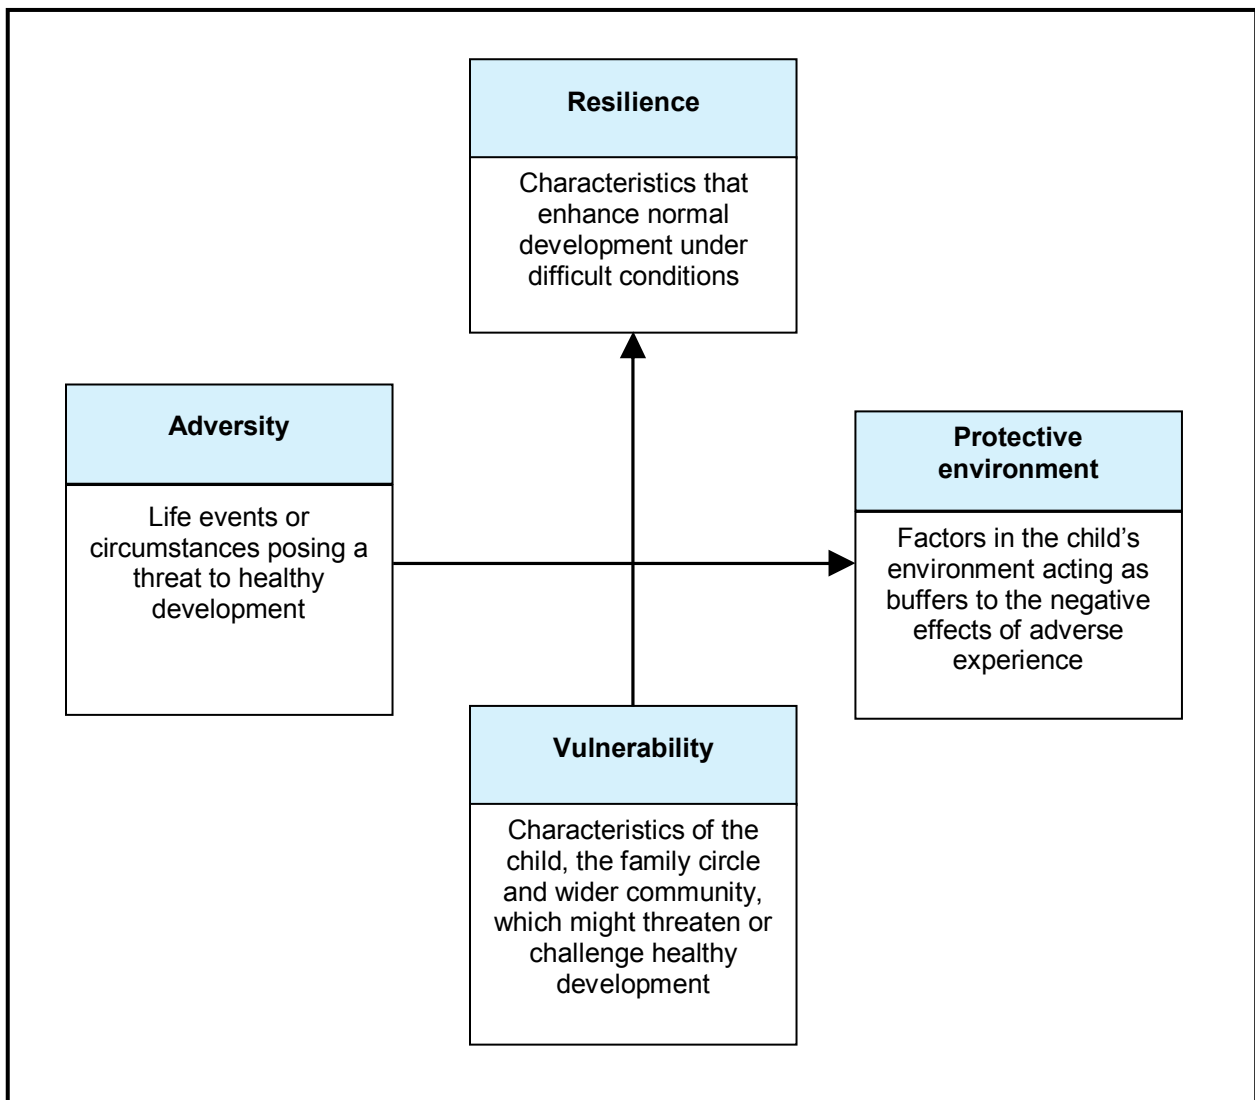 Resilience
Characteristics that
enhance normal
development under
difficult conditions
Adversity
Life events or
circumstances posing a
threat to healthy
development
Protective
environment
Factors in the child’s
environment acting as
buffers to the negative
effects of adverse
experience
Vulnerability
Characteristics of the
child, the family circle
and wider community,
which might threaten or
challenge healthy
development